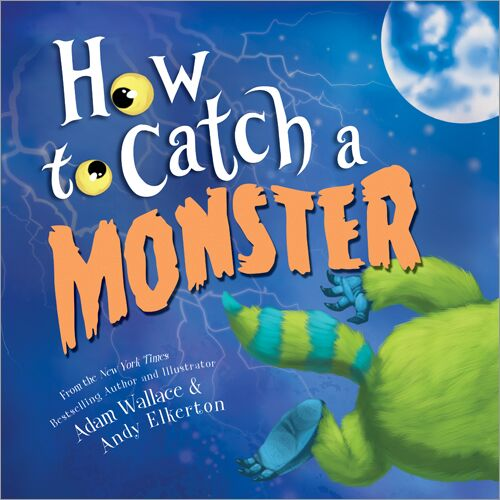 How
to Catch a
MONSTER
From the New York Times
Bestselling Author and Illustrator
Adam Wallace &
Andy Elkerton